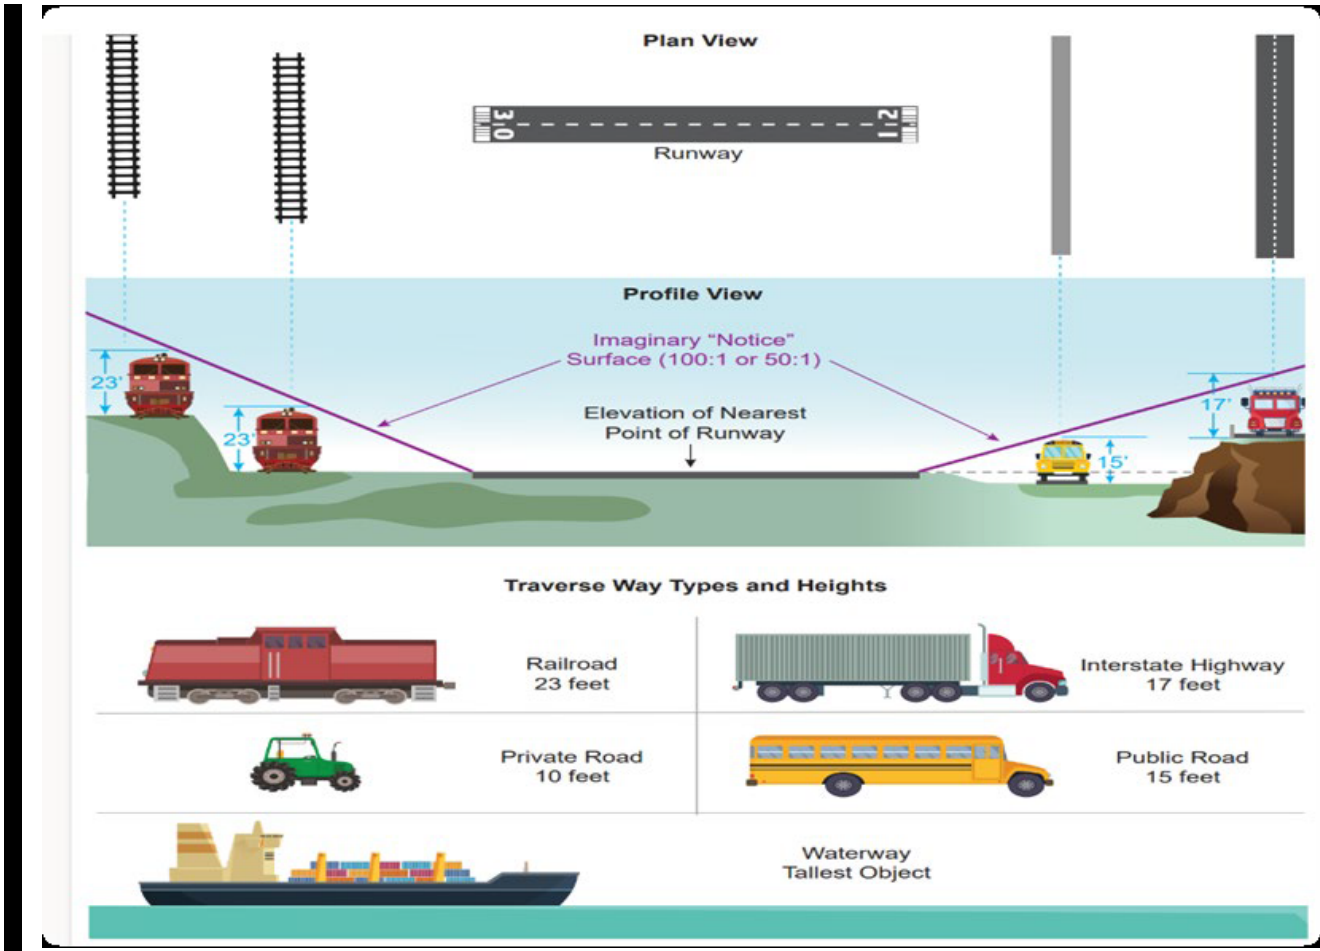 Plan View
30
21
Runway
Profile View
Imaginary “Notice”
Surface (100:1 or 50:1)
23'
Elevation of Nearest
Point of Runway
17'
23'
15'
Traverse Way Types and Heights
Railroad
23 feet
Interstate Highway
17 feet
Private Road
10 feet
Public Road
15 feet
Waterway
Tallest Object